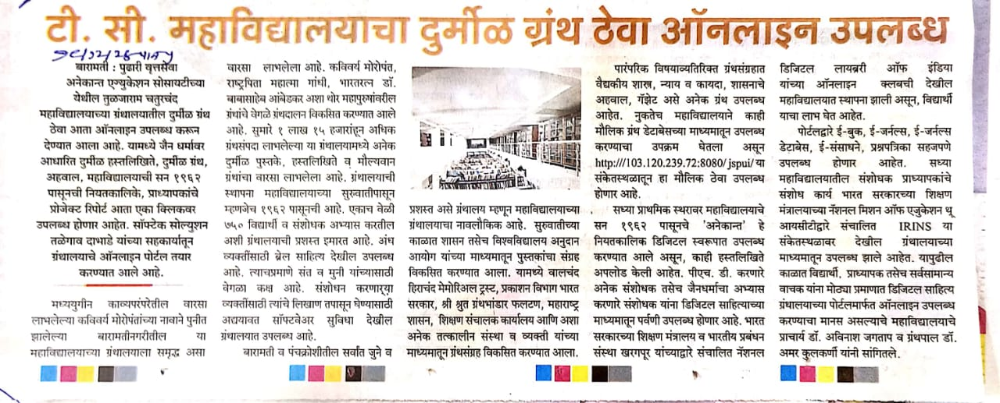 टी. सी. महाविद्यालयाचा दुर्मीळ ग्रंथ ठेवा ऑनलाइन उपलब्ध
बारामती : पुढारी वृत्तसेवा
अनेकान्त एज्युकेशन सोसायटीच्या
येथील तुळजाराम चतुरचंद
महाविद्यालयाच्या ग्रंथालयातील दुर्मीळ ग्रंथ
ठेवा आता ऑनलाइन उपलब्ध करून
देण्यात आला आहे. यामध्ये जैन धर्मावर
आधारित दुर्मीळ हस्तलिखिते, दुर्मीळ ग्रंथ,
अहवाल, महाविद्यालयाची सन १९६२
पासूनची नियतकालिके, प्राध्यापकांचे
प्रोजेक्ट रिपोर्ट आता एका क्लिकवर
उपलब्ध होणार आहेत. सॉफ्टेक सोल्युशन
तळेगाव दाभाडे यांच्या सहकार्यातून
ग्रंथालयाचे ऑनलाइन पोर्टल तयार
करण्यात आले आहे.
मध्ययुगीन काव्यपरंपरेतील वारसा
लाभलेल्या कविवर्य मोरोपंतांच्या नावाने पुनीत
झालेल्या बारामतीनगरीतील या
महाविद्यालयाच्या ग्रंथालयाला समृद्ध असा
वारसा लाभलेला आहे. कविवर्य मोरोपंत,
राष्ट्रपिता महात्मा गांधी, भारतरत्न डॉ.
बाबासाहेब आंबेडकर अशा थोर महापुरुषांवरील
ग्रंथांचे वेगळे ग्रंथदालन विकसित करण्यात आले
आहे. सुमारे १ लाख १५ हजारांहून अधिक
ग्रंथसंपदा लाभलेल्या या ग्रंथालयामध्ये अनेक
दुर्मीळ पुस्तके, हस्तलिखिते व मौल्यवान
ग्रंथांचा वारसा लाभलेला आहे. ग्रंथालयाची
स्थापना महाविद्यालयाच्या सुरुवातीपासून
म्हणजेच १९६२ पासूनची आहे. एकाच वेळी
७५० विद्यार्थी व संशोधक अभ्यास करतील
अशी ग्रंथालयाची प्रशस्त इमारत आहे. अंध
व्यक्तींसाठी ब्रेल साहित्य देखील उपलब्ध
आहे. त्याचप्रमाणे संत व मुनी यांच्यासाठी
वेगळा कक्ष आहे. संशोधन करणाऱ्या
व्यक्तींसाठी त्यांचे लिखाण तपासून घेण्यासाठी
अद्ययावत सॉफ्टवेअर सुविधा देखील
ग्रंथालयात उपलब्ध आहे.
बारामती व पंचक्रोशीतील सर्वांत जुने व
प्रशस्त असे ग्रंथालय म्हणून महाविद्यालयाच्या
ग्रंथालयाचा नावलौकिक आहे. सुरुवातीच्या
काळात शासन तसेच विश्वविद्यालय अनुदान
आयोग यांच्या माध्यमातून पुस्तकांचा संग्रह
विकसित करण्यात आला. यामध्ये वालचंद
हिराचंद मेमोरिअल ट्रस्ट, प्रकाशन विभाग भारत
सरकार, श्री श्रुत ग्रंथभांडार फलटण, महाराष्ट्र
शासन, शिक्षण संचालक कार्यालय आणि अशा
अनेक तत्कालीन संस्था व व्यक्ती यांच्या
माध्यमातून ग्रंथसंग्रह विकसित करण्यात आला.
पारंपरिक विषयाव्यतिरिक्त ग्रंथसंग्रहात
वैद्यकीय शास्त्र, न्याय व कायदा, शासनाचे
अहवाल, गॅझेट असे अनेक ग्रंथ उपलब्ध
आहेत. नुकतेच महाविद्यालयाने काही
मौलिक ग्रंथ डेटाबेसच्या माध्यमातून उपलब्ध
करण्याचा उपक्रम घेतला असून
http:///103.120.239.72:8080/jspui/ या
संकेतस्थळातून हा मौलिक ठेवा उपलब्ध
होणार आहे.
सध्या प्राथमिक स्थरावर महाविद्यालयाचे
सन १९६२ पासूनचे 'अनेकान्त' हे
नियतकालिक डिजिटल स्वरूपात उपलब्ध
करण्यात आले असून, काही हस्तलिखिते
अपलोड केली आहेत. पीएच. डी. करणारे
अनेक संशोधक तसेच जैनधर्माचा अभ्यास
करणारे संशोधक यांना डिजिटल साहित्याच्या
माध्यमातून पर्वणी उपलब्ध होणार आहे. भारत
सरकारच्या शिक्षण मंत्रालय व भारतीय प्रबंधन
संस्था खरगपूर यांच्याद्वारे संचालित नॅशनल
डिजिटल लायब्ररी ऑफ इंडिया
यांच्या ऑनलाईन क्लबची देखील
महाविद्यालयात स्थापना झाली असून, विद्यार्थी
याचा लाभ घेत आहेत.
पोर्टलद्वारे ई-बुक, ई-जर्नल्स, ई-जर्नल्स
डेटाबेस, ई-संसाधने, प्रश्नपत्रिका सहजपणे
उपलब्ध होणार आहेत. सध्या
महाविद्यालयातील संशोधक प्राध्यापकांचे
संशोध कार्य भारत सरकारच्या शिक्षण
मंत्रालयाच्या नॅशनल मिशन ऑफ एजुकेशन थू
आयसीटीद्वारे संचालित IRINS या
संकेतस्थळावर देखील ग्रंथालयाच्या
माध्यमातून उपलब्ध झाले आहेत. यापुढील
काळात विद्यार्थी, प्राध्यापक तसेच सर्वसामान्य
वाचक यांना मोठ्या प्रमाणात डिजिटल साहित्य
ग्रंथालयाच्या पोर्टलमार्फत ऑनलाइन उपलब्ध
करण्याचा मानस असल्याचे महाविद्यालयाचे
प्राचार्य डॉ. अविनाश जगताप व ग्रंथपाल डॉ.
अमर कुलकर्णी यांनी सांगितले.